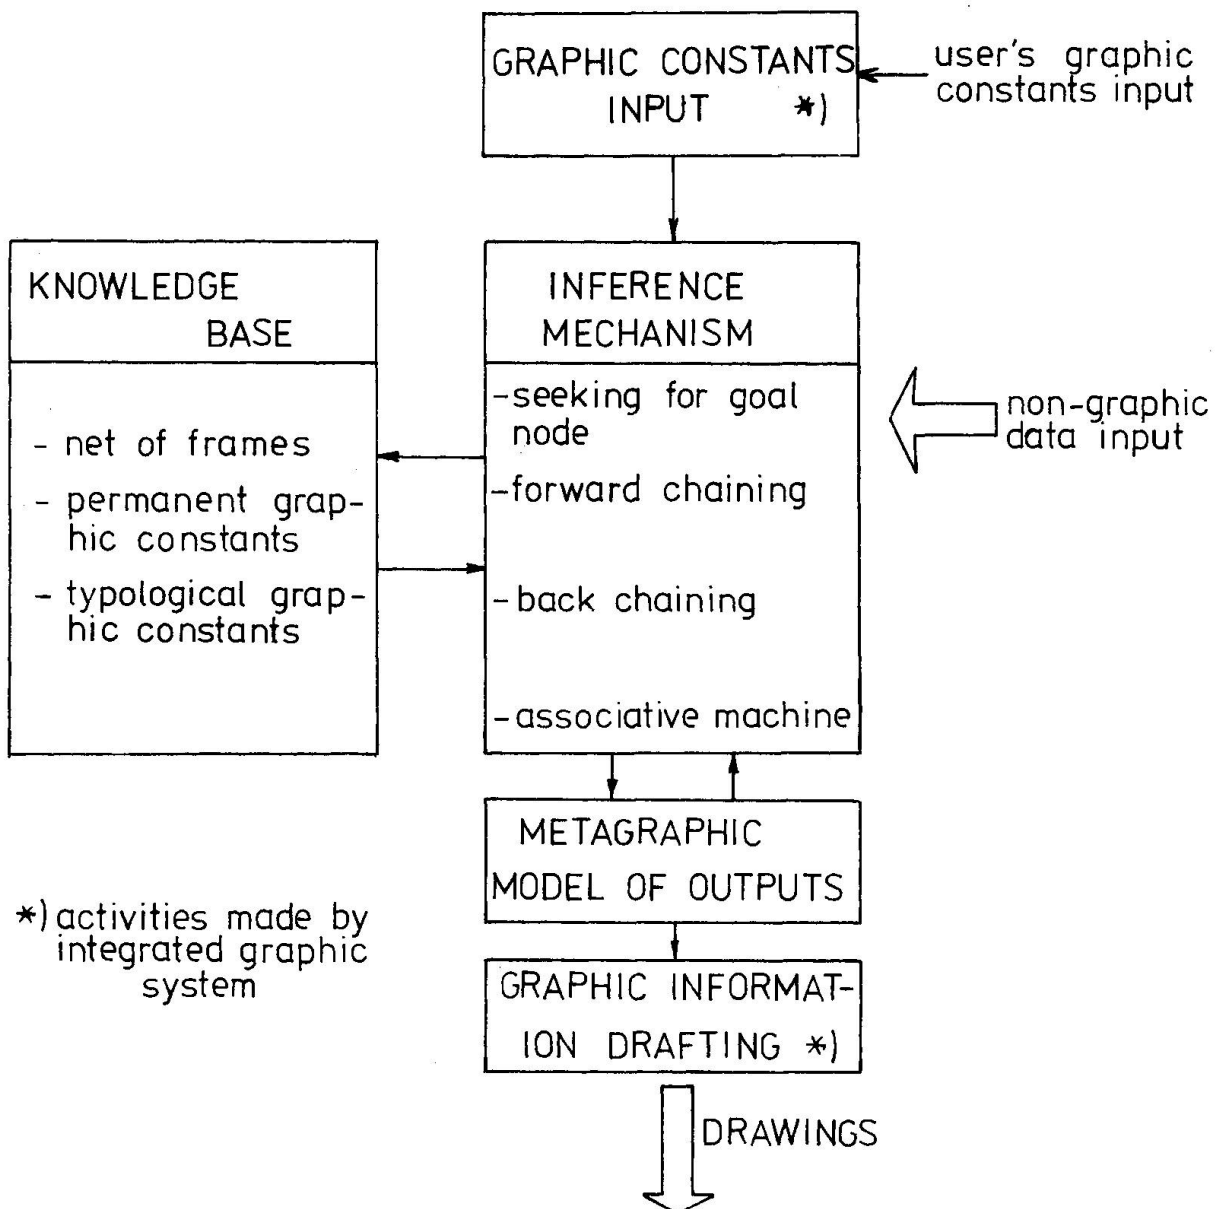 GRAPHIC CONSTANTS
INPUT *)
user's graphic
constants input
KNOWLEDGE
BASE
- net of frames
- permanent grap-
hic constants
- typological grap-
hic constants
INFERENCE
MECHANISM
-seeking for goal
node
-forward chaining
-back chaining
-associative machine
non-graphic
data input
METAGRAPHIC
MODEL OF OUTPUTS
*) activities made by
integrated graphic
system
GRAPHIC INFORMAT-
ION DRAFTING *)
DRAWINGS